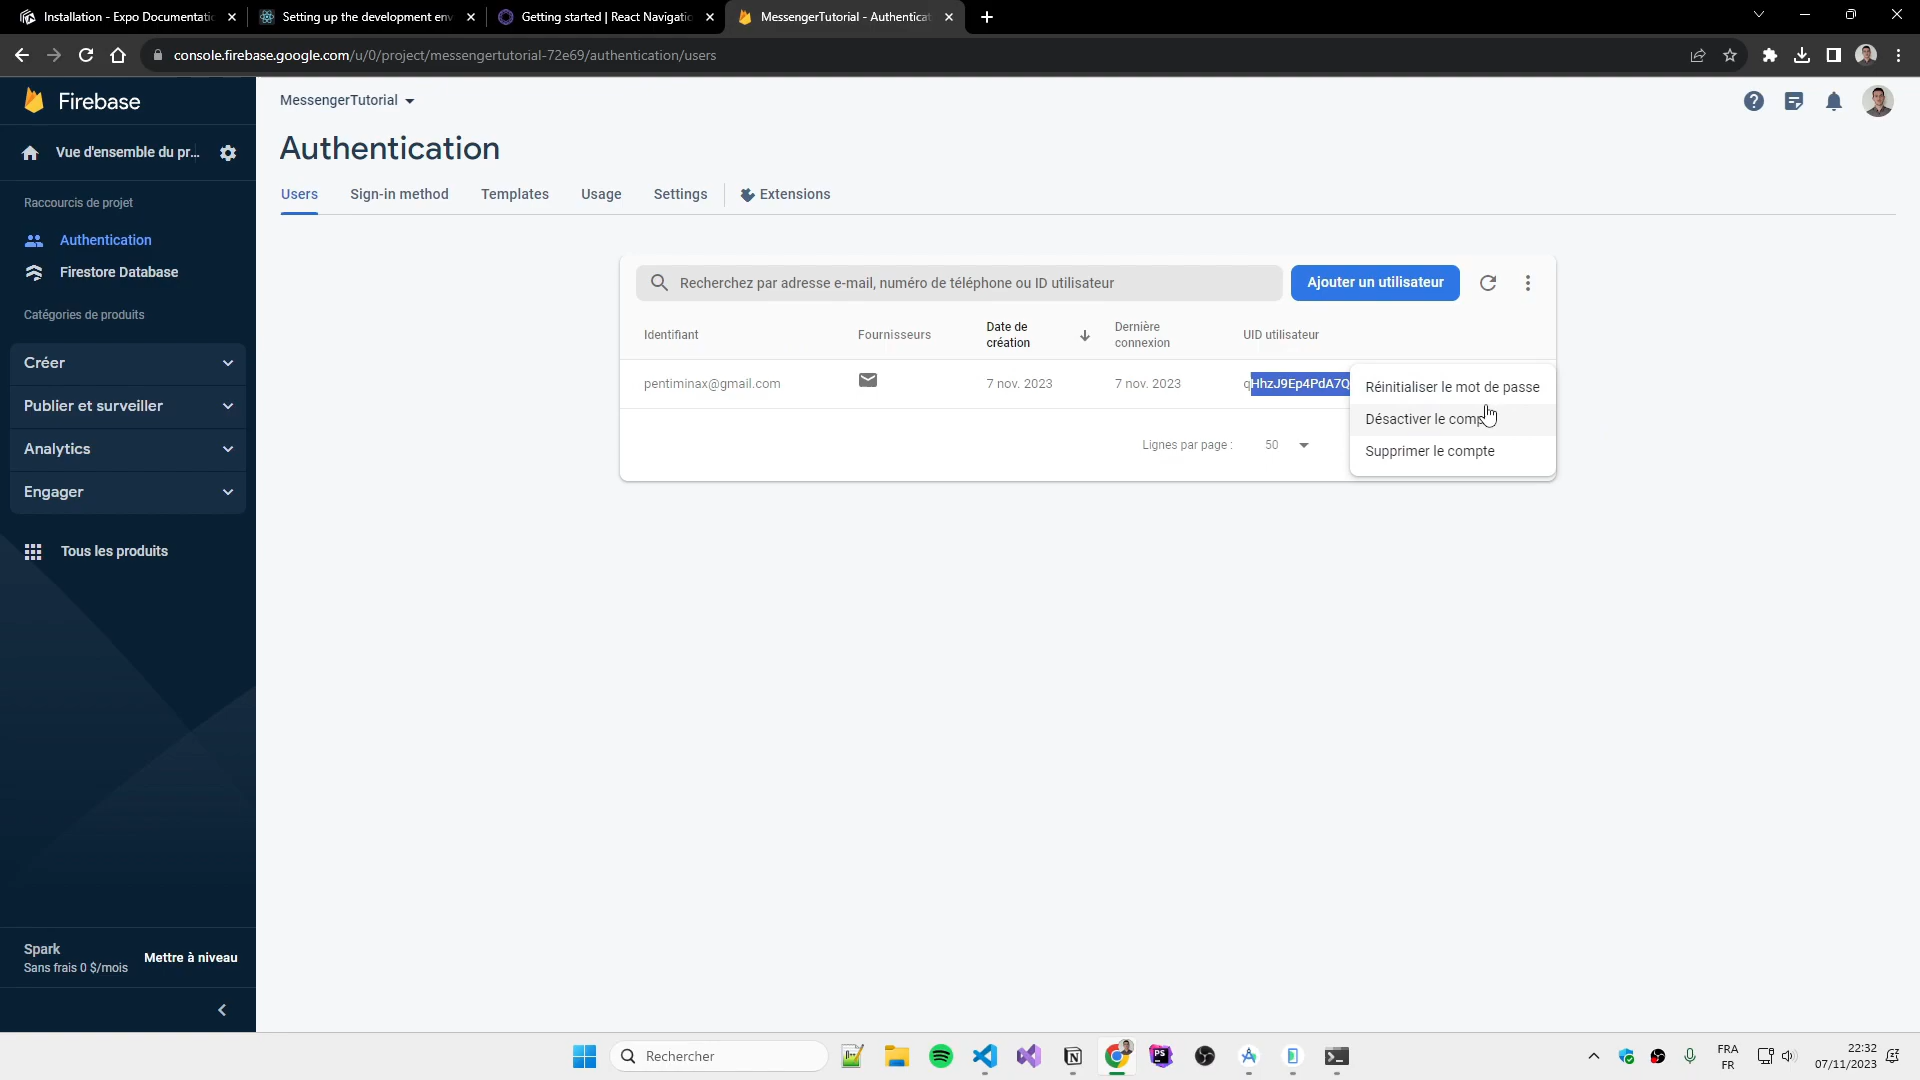 Installation - Expo Documentatic
Setting up the development env
Getting started | React Navigatio
MessengerTutorial - Authenticat
console.firebase.google.com/u/0/project/messengertutorial-72e69/authentication/users
Firebase
MessengerTutorial
Vue d'ensemble du pr...
Authentication
Users
Sign-in method
Templates
Usage
Settings
Extensions
Raccourcis de projet
Authentication
Firestore Database
Catégories de produits
Créer
Publier et surveiller
Analytics
Engager
Tous les produits
Recherchez par adresse e-mail, numéro de téléphone ou ID utilisateur
Ajouter un utilisateur
Identifiant
Fournisseurs
Date de
création
Dernière
connexion
UID utilisateur
pentiminax@gmail.com
7 nov. 2023
7 nov. 2023
qHhzJ9Ep4PdA7Q
Réinitialiser le mot de passe
Désactiver le comp
Supprimer le compte
Lignes par page :
50
Spark
Sans frais 0 $/mois
Mettre à niveau
Rechercher
PS
FRA
FR
22:32
07/11/2023